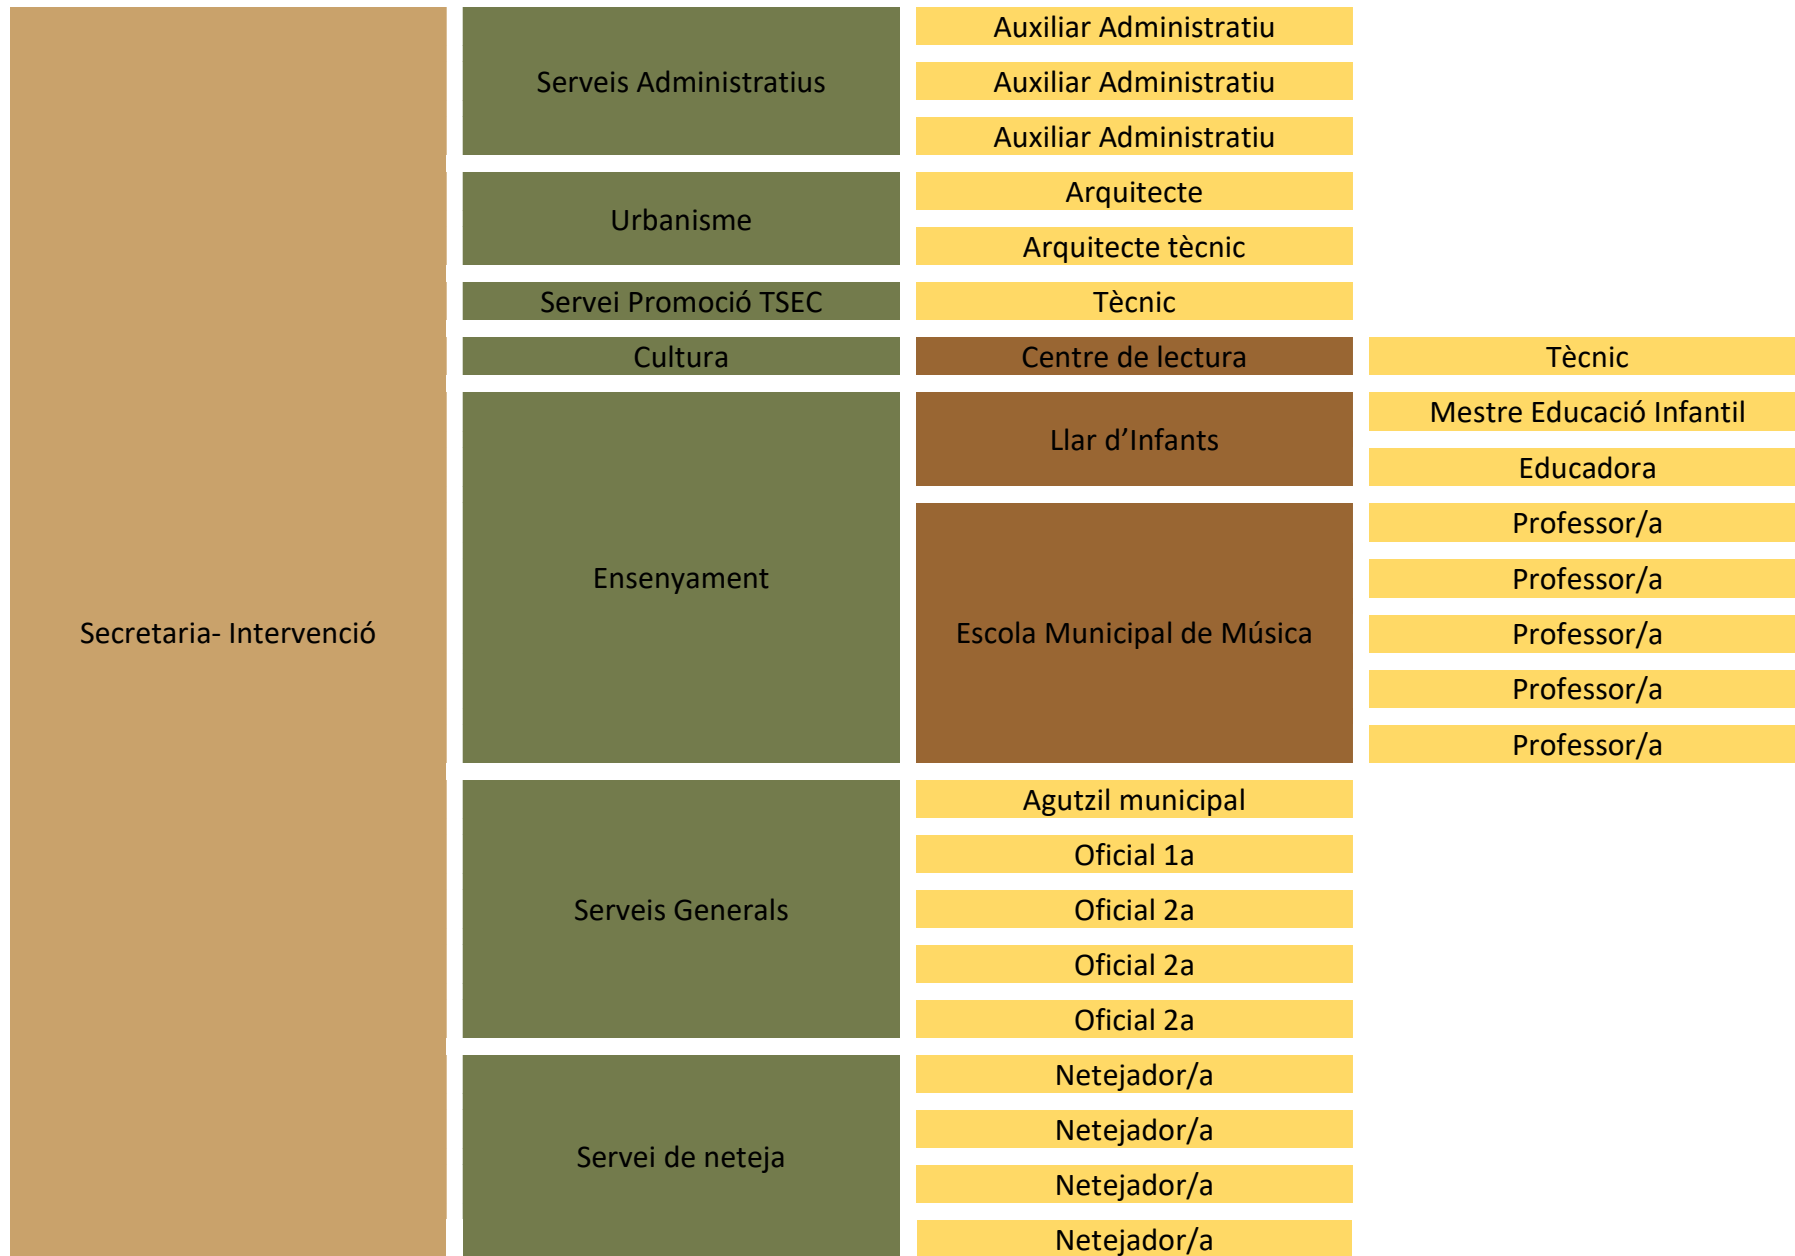 Secretaria- Intervenció
Serveis Administratius
Auxiliar Administratiu
Auxiliar Administratiu
Auxiliar Administratiu
Urbanisme
Arquitecte
Arquitecte tècnic
Servei Promoció TSEC
Tècnic
Cultura
Centre de lectura
Tècnic
Ensenyament
Llar d’Infants
Mestre Educació Infantil
Educadora
Escola Municipal de Música
Professor/a
Professor/a
Professor/a
Professor/a
Professor/a
Serveis Generals
Agutzil municipal
Oficial 1a
Oficial 2a
Oficial 2a
Oficial 2a
Servei de neteja
Netejador/a
Netejador/a
Netejador/a
Netejador/a